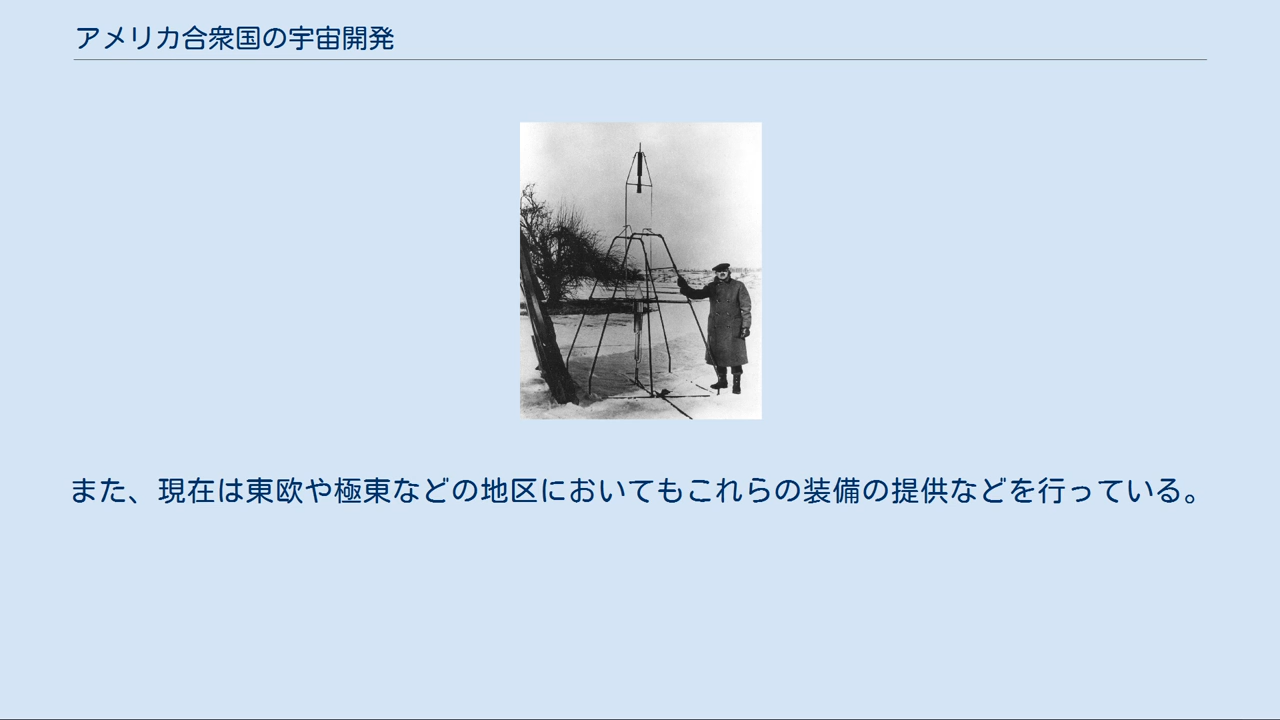 アメリカ合衆国の宇宙開発
また、現在は東欧や極東などの地区においてもこれらの装備の提供などを行っている。